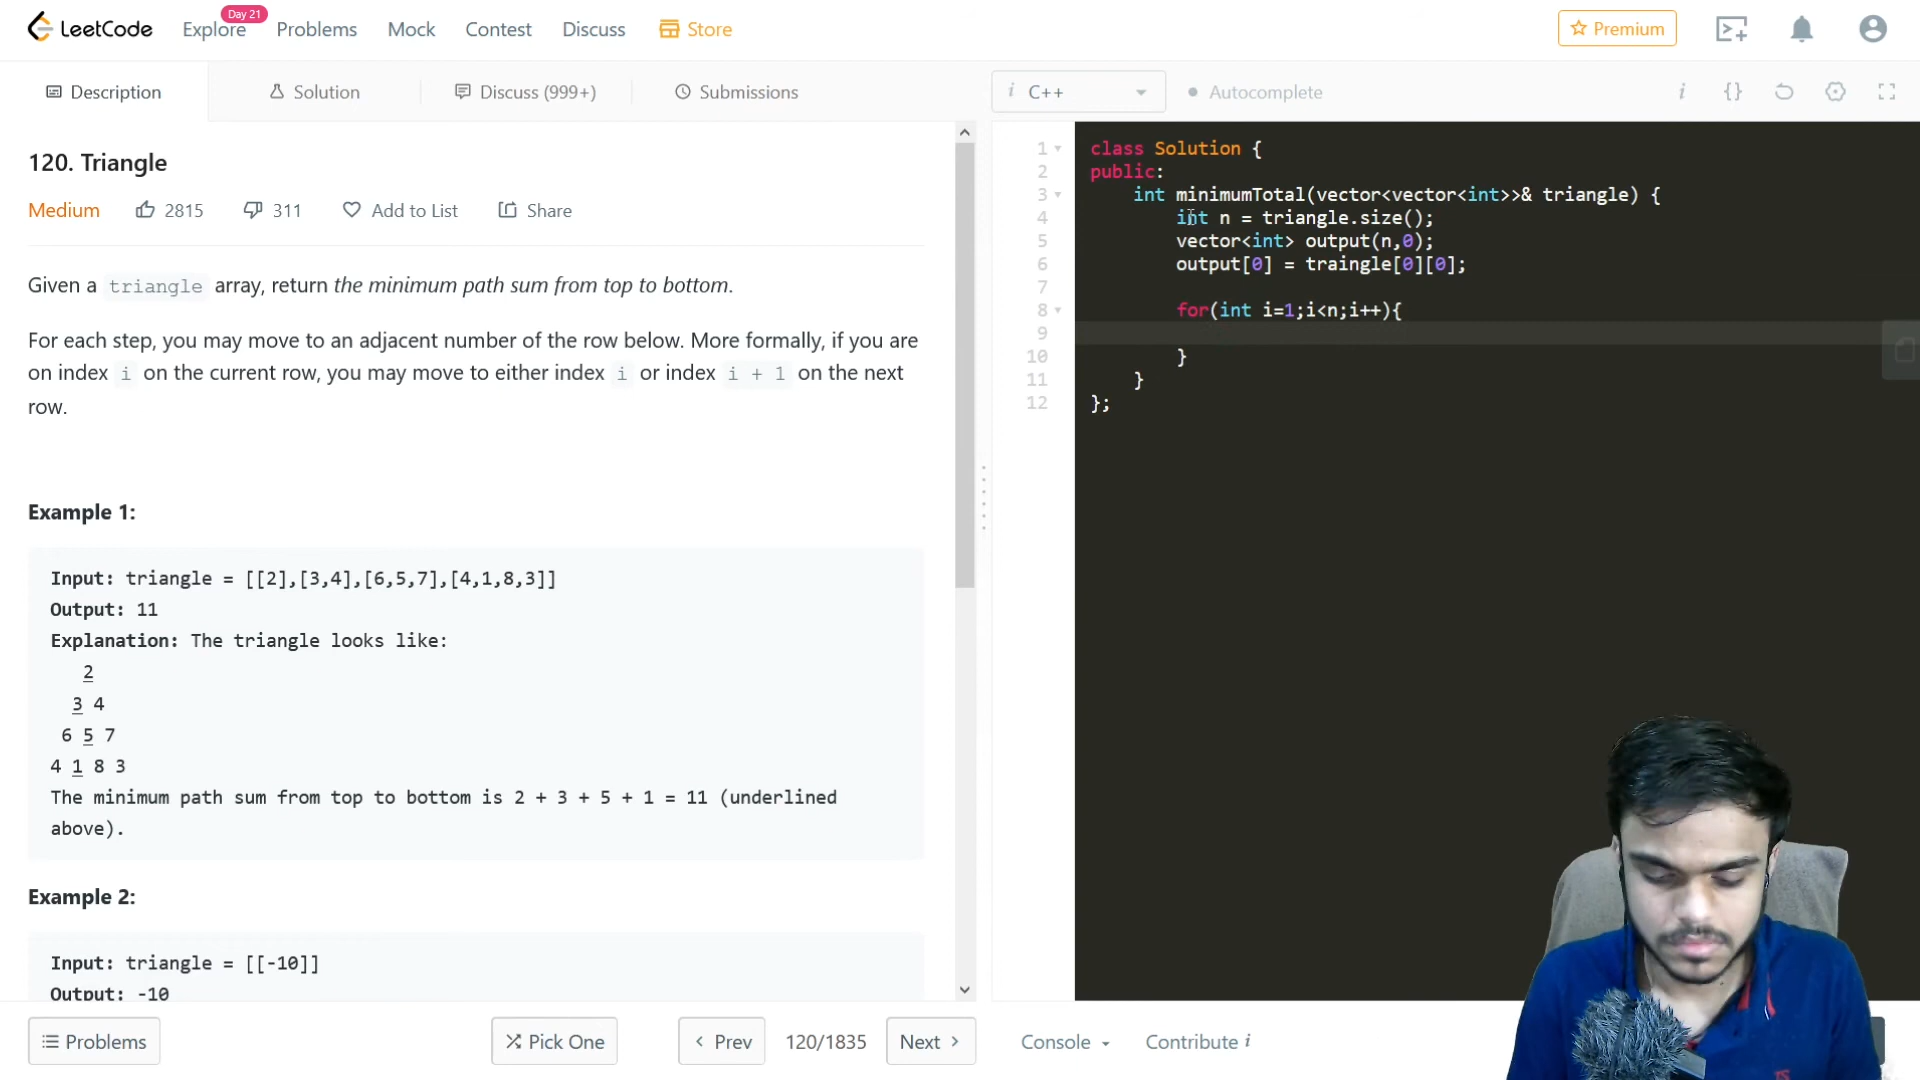 LeetCode Explore Day 21 Problems Mock Contest Discuss Store Premium
Description Solution Discuss (999+) Submissions i C++ Autocomplete i {}
120. Triangle
Medium 2815 311 Add to List Share
Given a triangle array, return the minimum path sum from top to bottom.
For each step, you may move to an adjacent number of the row below. More formally, if you are
on index i on the current row, you may move to either index i or index i + 1 on the next
row.
Example 1:
Input: triangle = [[2],[3,4],[6,5,7],[4,1,8,3]]
Output: 11
Explanation: The triangle looks like:
2
3 4
6 5 7
4 1 8 3
The minimum path sum from top to bottom is 2 + 3 + 5 + 1 = 11 (underlined
above).
Example 2:
Input: triangle = [[-10]]
Output: -10
1 class Solution {
2 public:
3 int minimumTotal(vector<vector<int>>& triangle) {
4 int n = triangle.size();
5 vector<int> output(n,0);
6 output[0] = traingle[0][0];
7
8 for(int i=1;i<n;i++){
9
10 }
11 }
12 };
Problems Pick One Prev 120/1835 Next Console Contribute i